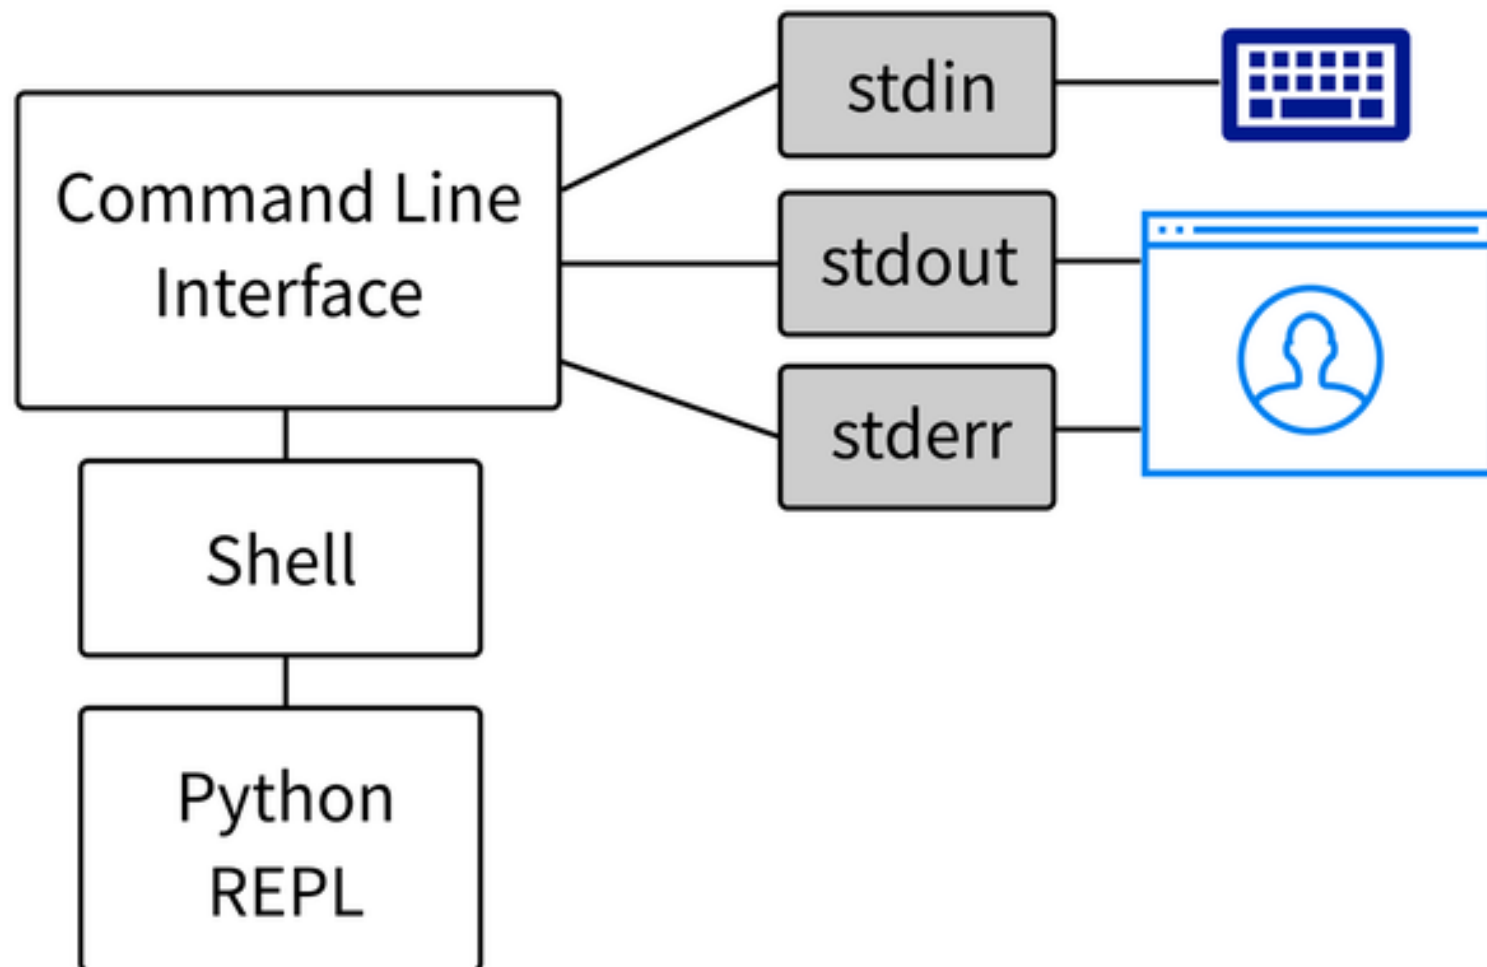 Command Line
Interface
stdin
stdout
stderr
Shell
Python
REPL